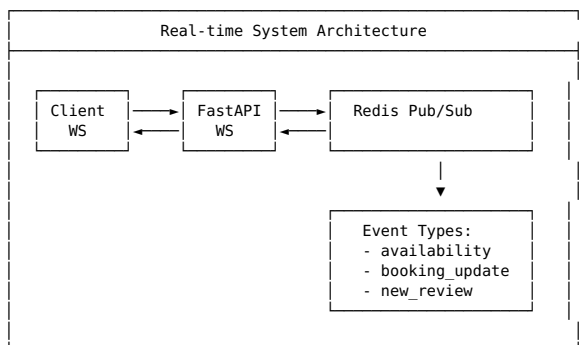 Real-time System Architecture
Client FastAPI Redis Pub/Sub
WS WS
Event Types:
- availability
- booking_update
- new_review